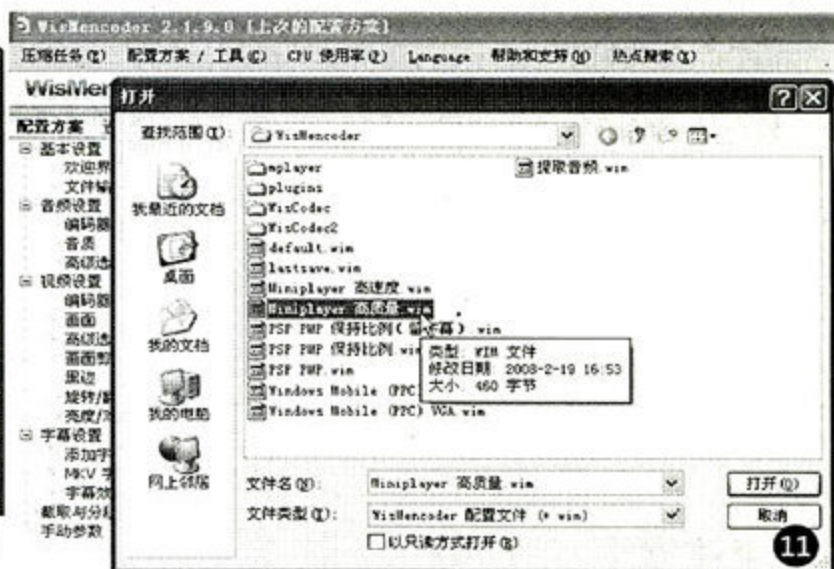 WisMencoder 2.1.9.0 [上次的配置方案]
压缩任务(T) 配置方案 / 工具(C) CPU 使用率(P) Language 帮助和支持(H) 热点搜索(X)
WisMen
打开
配置方案
基本设置
欢迎界
文件输
音频设置
编码器
音质
高级选
视频设置
编码器
画面
高级选
画面剪
黑边
旋转/
亮度/
字幕设置
添加字
MKV 字
字幕效
截取与分段
手动参数
查找范围(I): WisMencoder
我最近的文档
桌面
我的文档
我的电脑
网上邻居
mplayer
plugins
WisCodec
WisCodec2
default.wim
lastsave.wim
Miniplayer 高速度.wim
Miniplayer 高质量.wim
PSP PMP 保持比例(留字幕).wim
PSP PMP 保持比例.wim
PSP PMP.wim
Windows Mobile (PPC)
Windows Mobile (PPC) VGA.wim
提取音频.wim
类型: WIM 文件
修改日期: 2008-2-19 16:53
大小: 460 字节
文件名(N): Miniplayer 高质量.wim
打开(O)
文件类型(T): WisMencoder 配置文件 (*.wim)
取消
以只读方式打开(R)
11